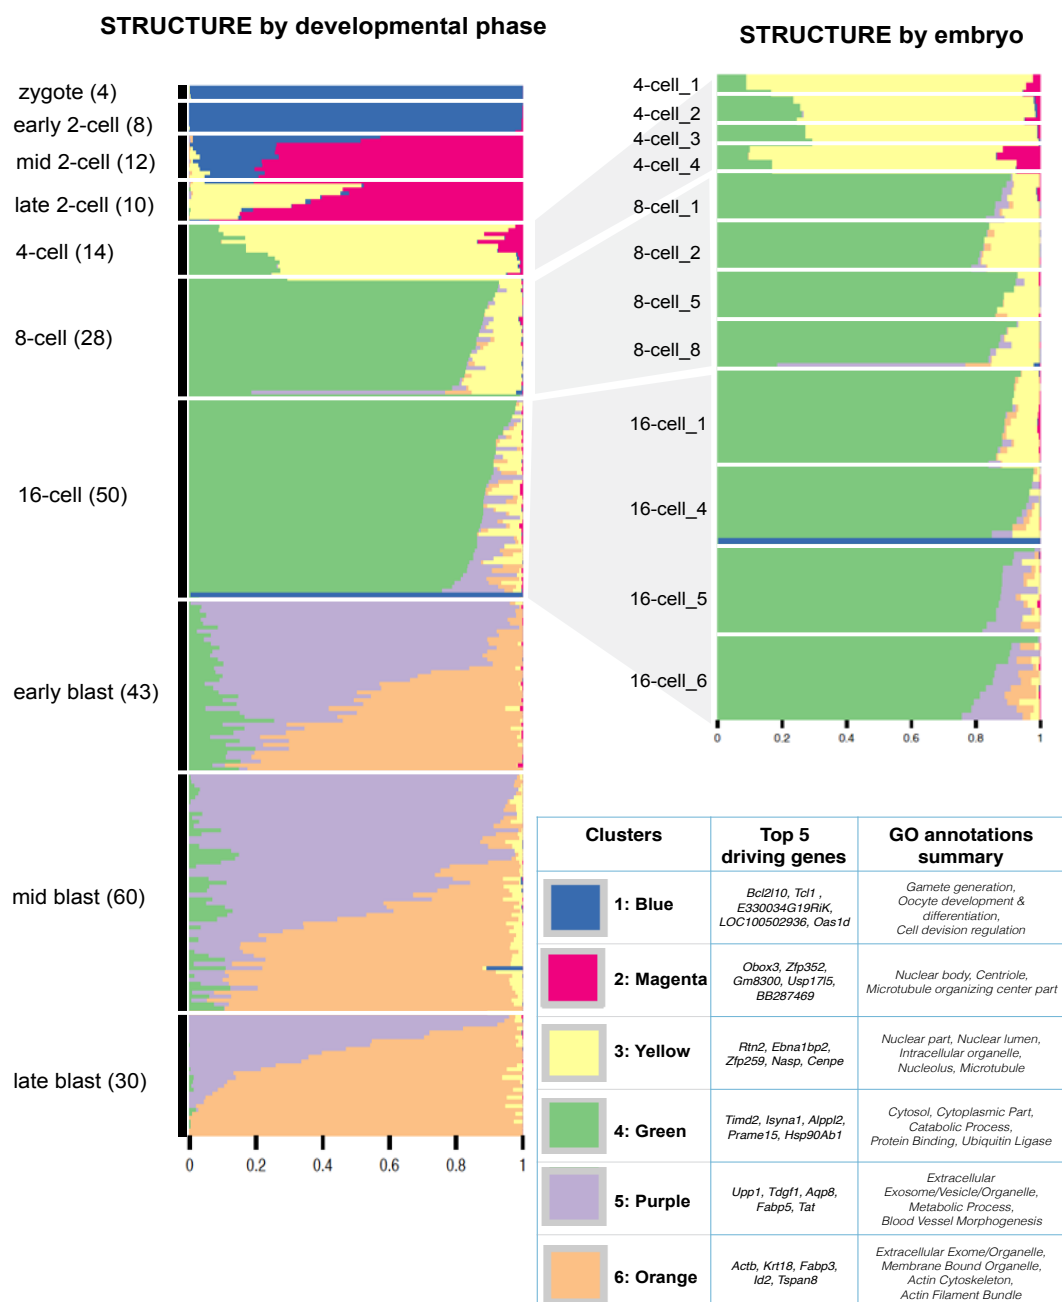 STRUCTURE by developmental phase
zygote (4)
early 2-cell (8)
mid 2-cell (12)
late 2-cell (10)
4-cell (14)
8-cell (28)
16-cell (50)
early blast (43)
mid blast (60)
late blast (30)
0 0.2 0.4 0.6 0.8 1
STRUCTURE by embryo
4-cell_1
4-cell_2
4-cell_3
4-cell_4
8-cell_1
8-cell_2
8-cell_5
8-cell_8
16-cell_1
16-cell_4
16-cell_5
16-cell_6
0 0.2 0.4 0.6 0.8 1
Clusters
Top 5
driving genes
GO annotations
summary
1: Blue
Bcl2l10, Tcl1 ,
E330034G19RiK,
LOC100502936, Oas1d
Gamete generation,
Oocyte development &
differentiation,
Cell devision regulation
2: Magenta
Obox3, Zfp352,
Gm8300, Usp17l5,
BB287469
Nuclear body, Centriole,
Microtubule organizing center part
3: Yellow
Rtn2, Ebna1bp2,
Zfp259, Nasp, Cenpe
Nuclear part, Nuclear lumen,
Intracellular organelle,
Nucleolus, Microtubule
4: Green
Timd2, Isyna1, Alppl2,
Prame15, Hsp90Ab1
Cytosol, Cytoplasmic Part,
Catabolic Process,
Protein Binding, Ubiquitin Ligase
5: Purple
Upp1, Tdgf1, Aqp8,
Fabp5, Tat
Extracellular
Exosome/Vesicle/Organelle,
Metabolic Process,
Blood Vessel Morphogenesis
6: Orange
Actb, Krt18, Fabp3,
Id2, Tspan8
Extracellular Exome/Organelle,
Membrane Bound Organelle,
Actin Cytoskeleton,
Actin Filament Bundle